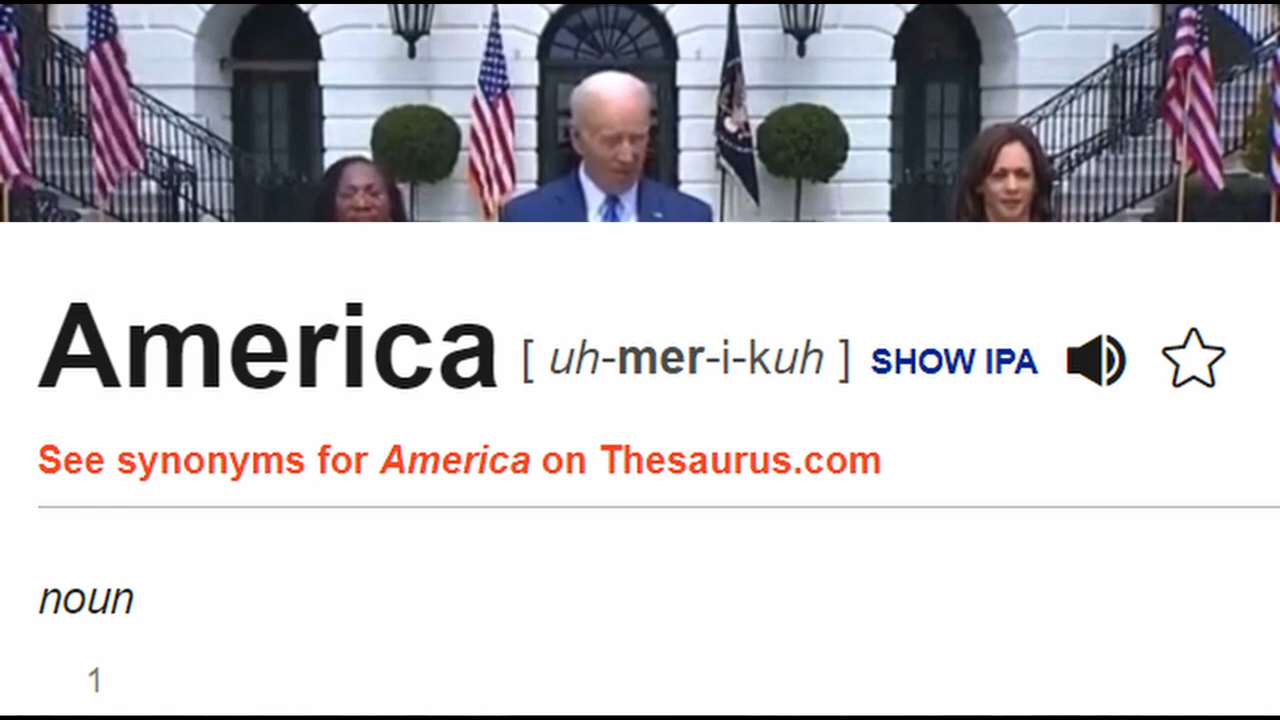 America [ uh-mer-i-kuh ] SHOW IPA
See synonyms for America on Thesaurus.com
noun
1